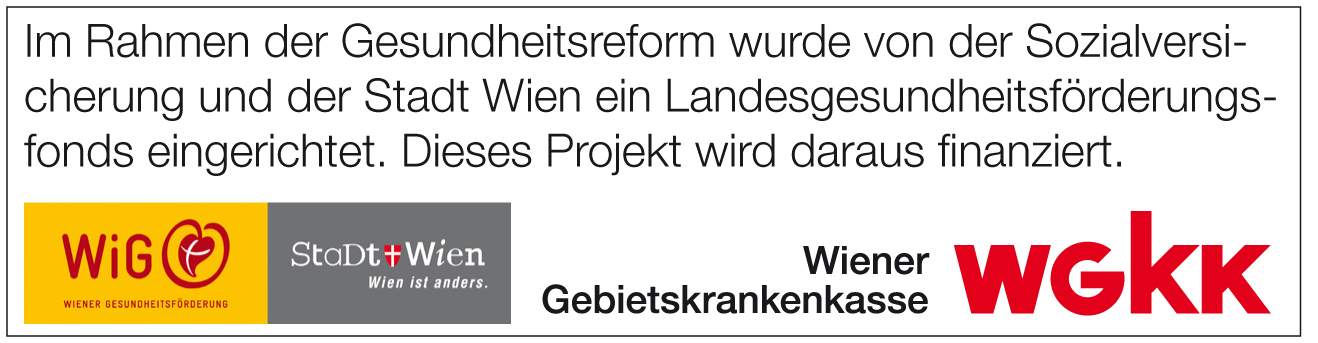 Im Rahmen der Gesundheitsreform wurde von der Sozialversi-
cherung und der Stadt Wien ein Landesgesundheitsförderungs-
fonds eingerichtet. Dieses Projekt wird daraus finanziert.
WiG
WIENER GESUNDHEITSFÖRDERUNG
StaDt Wien
Wien ist anders.
Wiener
Gebietskrankenkasse
WGKK